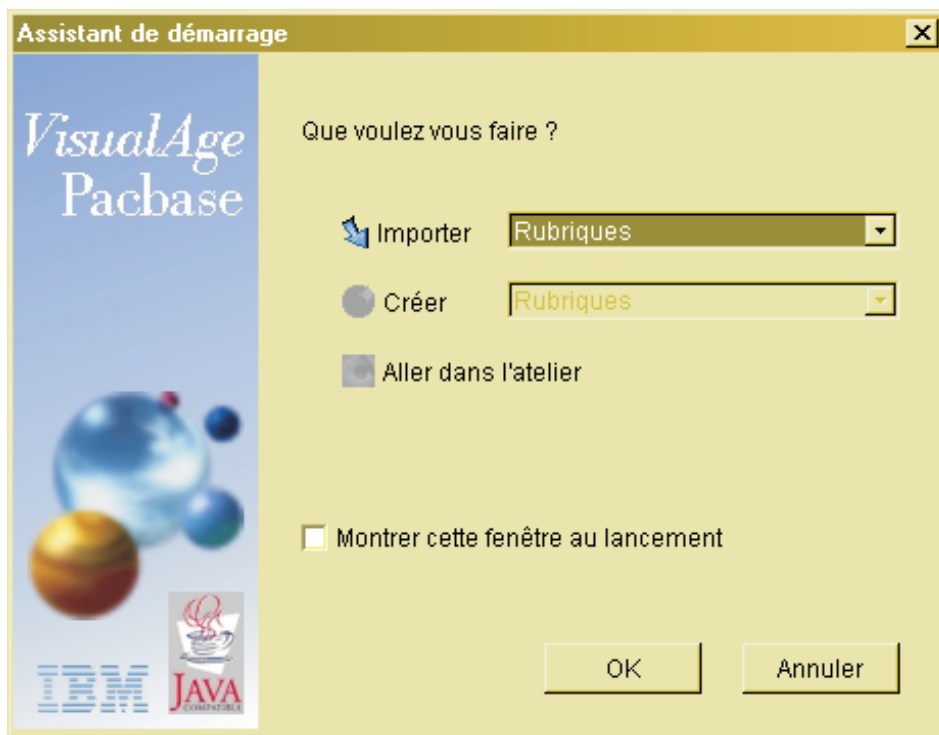 Assistant de démarrage
VisualAge
Pacbase
Que voulez vous faire ?
Importer Rubriques
Créer Rubriques
Aller dans l'atelier
Montrer cette fenêtre au lancement
OK Annuler
IBM
JAVA
COMPATIBLE